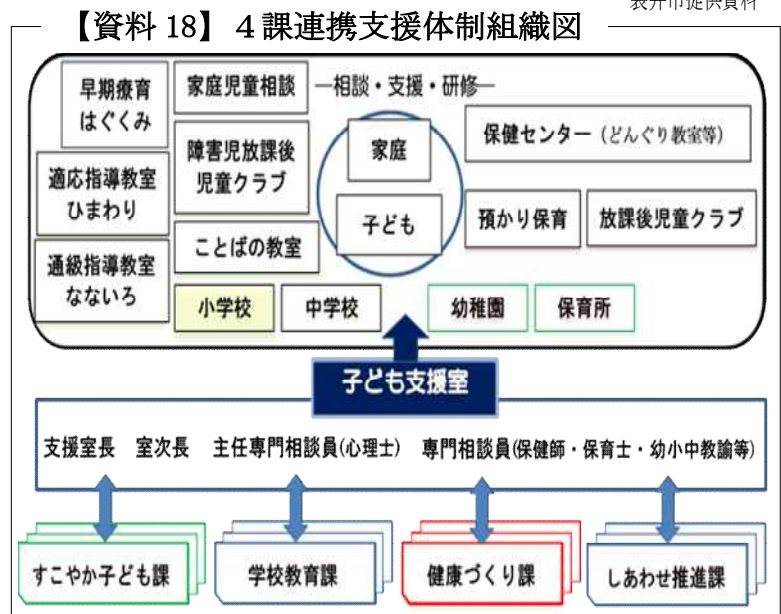 表井市提供資料
【資料 18】４課連携支援体制組織図
早期療育
はぐくみ
家庭児童相談
―相談・支援・研修―
保健センター（どんぐり教室等）
障害児放課後
児童クラブ
家庭
適応指導教室
ひまわり
子ども
預かり保育
放課後児童クラブ
ことばの教室
通級指導教室
なないろ
小学校
中学校
幼稚園
保育所
子ども支援室
支援室長　室次長　主任専門相談員(心理士)　専門相談員(保健師・保育士・幼小中教諭等)
すこやか子ども課
学校教育課
健康づくり課
しあわせ推進課